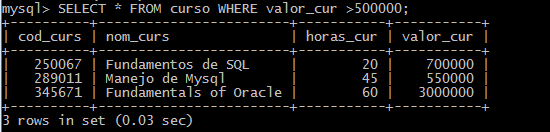 mysql> SELECT * FROM curso WHERE valor_cur >500000;
+----------+------------------------+-----------+-----------+
| cod_curs | nom_curs               | horas_cur | valor_cur |
+----------+------------------------+-----------+-----------+
|   250067 | Fundamentos de SQL     |        20 |    700000 |
|   289011 | Manejo de Mysql        |        45 |    550000 |
|   345671 | Fundamentals of Oracle |        60 |   3000000 |
+----------+------------------------+-----------+-----------+
3 rows in set (0.03 sec)